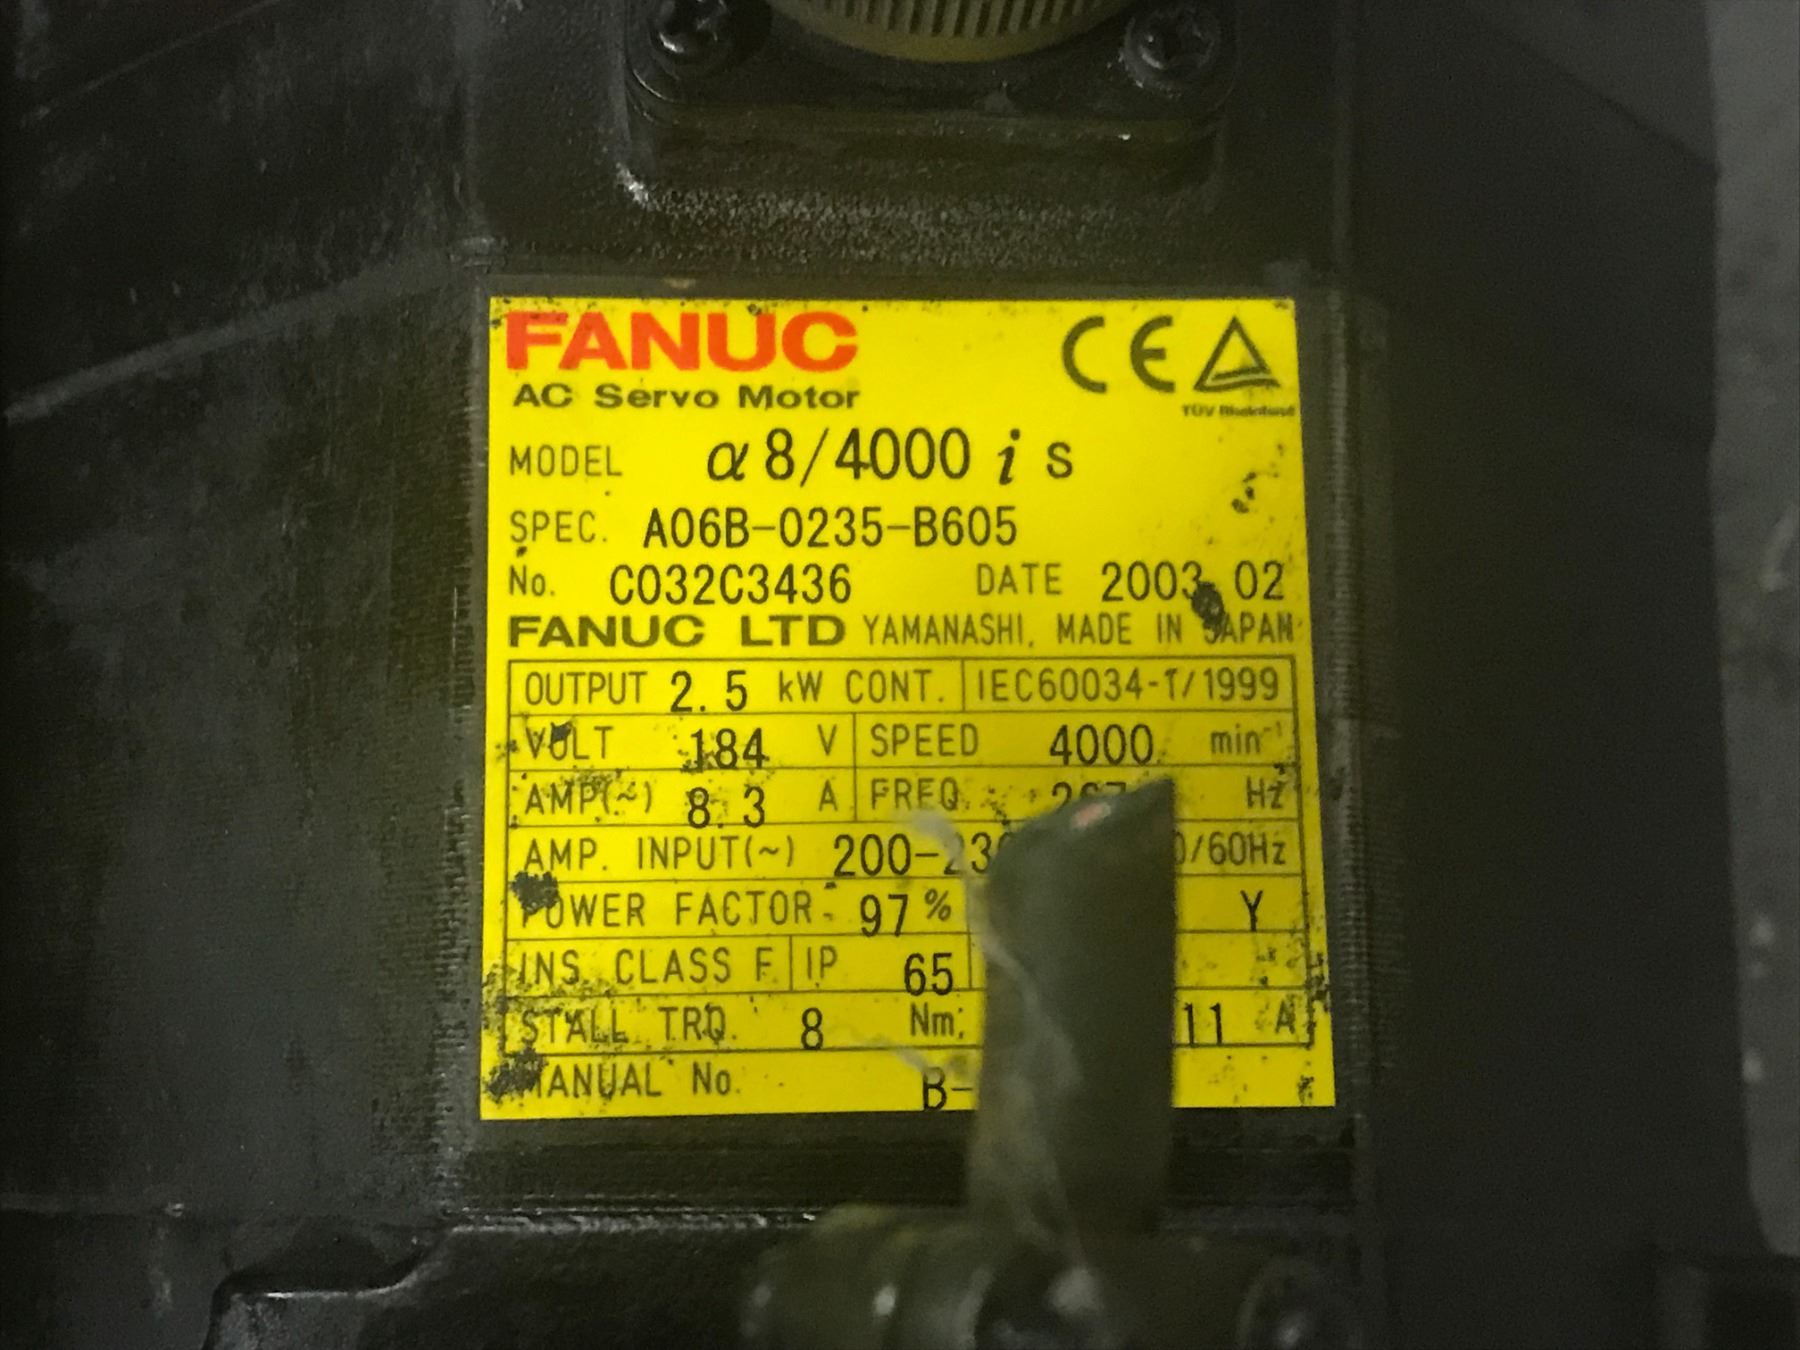 FANUC
AC Servo Motor
CE
TÜV Rheinland
MODEL α8/4000 i s
SPEC. A06B-0235-B605
No. C032C3436 DATE 2003. 02
FANUC LTD YAMANASHI, MADE IN JAPAN
OUTPUT 2.5 kW CONT. IEC60034-1/1999
VOLT 184 V SPEED 4000 min⁻¹
AMP(~) 8.3 A FREQ. Hz
AMP. INPUT(~) 200- /60Hz
POWER FACTOR 97 % Y
INS. CLASS F IP 65
STALL TRQ. 8 Nm; 11 A
MANUAL No. B-